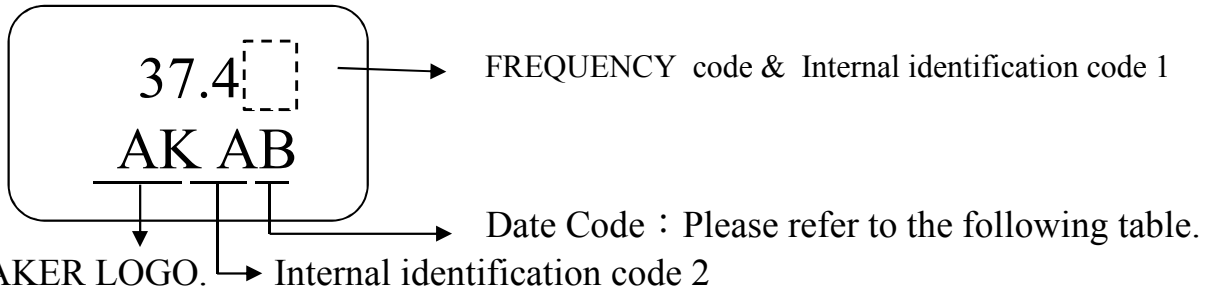 37.4
FREQUENCY code & Internal identification code 1
AK AB
Date Code：Please refer to the following table.
AKER LOGO.
Internal identification code 2